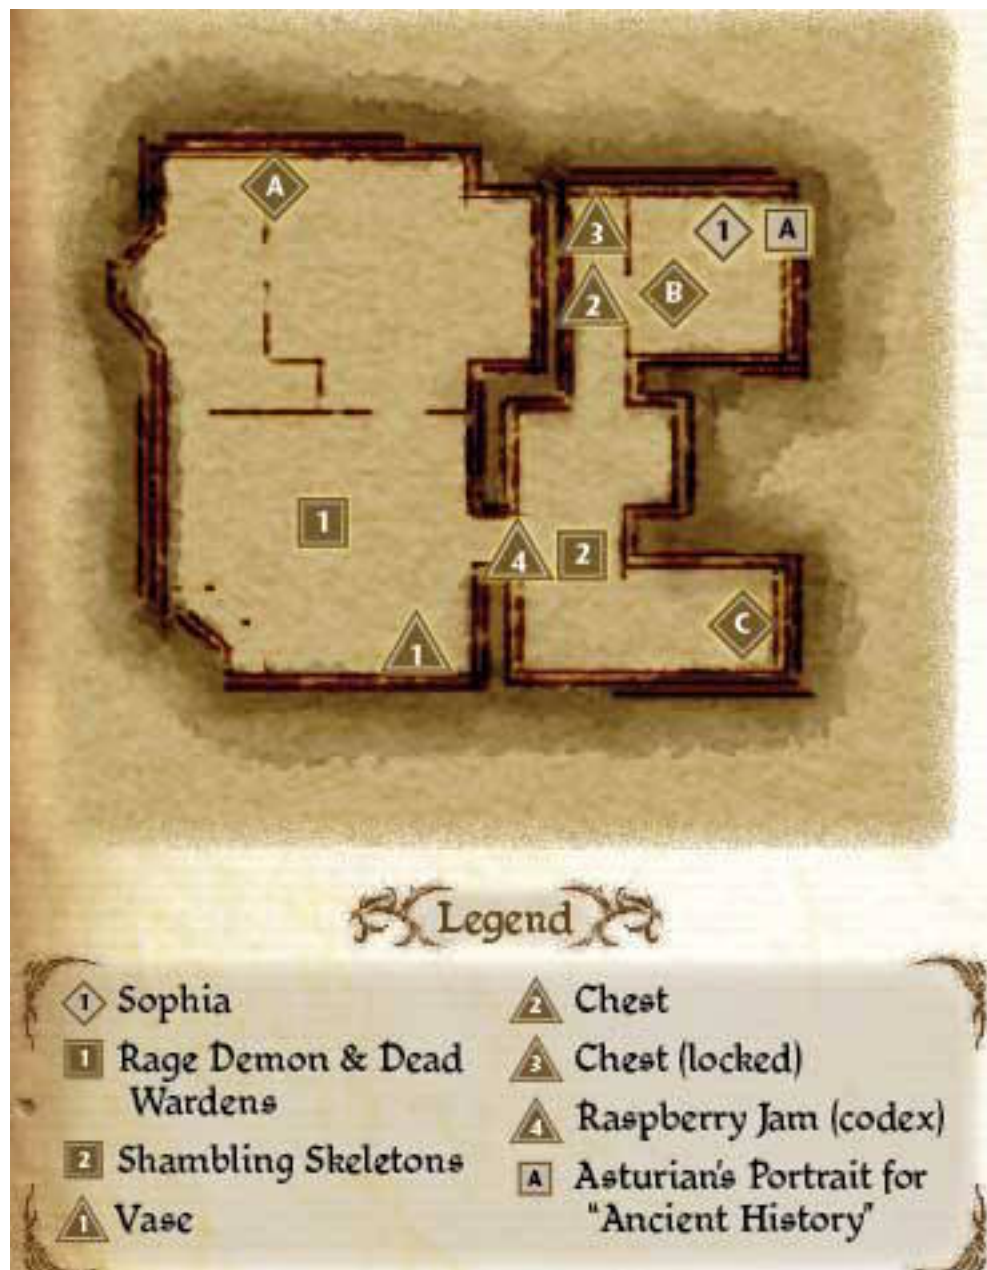 A
3
1
A
2
B
1
4
2
C
1
Legend
1 Sophia
1 Rage Demon & Dead
Wardens
2 Shambling Skeletons
1 Vase
2 Chest
3 Chest (locked)
4 Raspberry Jam (codex)
A Asturian's Portrait for
"Ancient History"